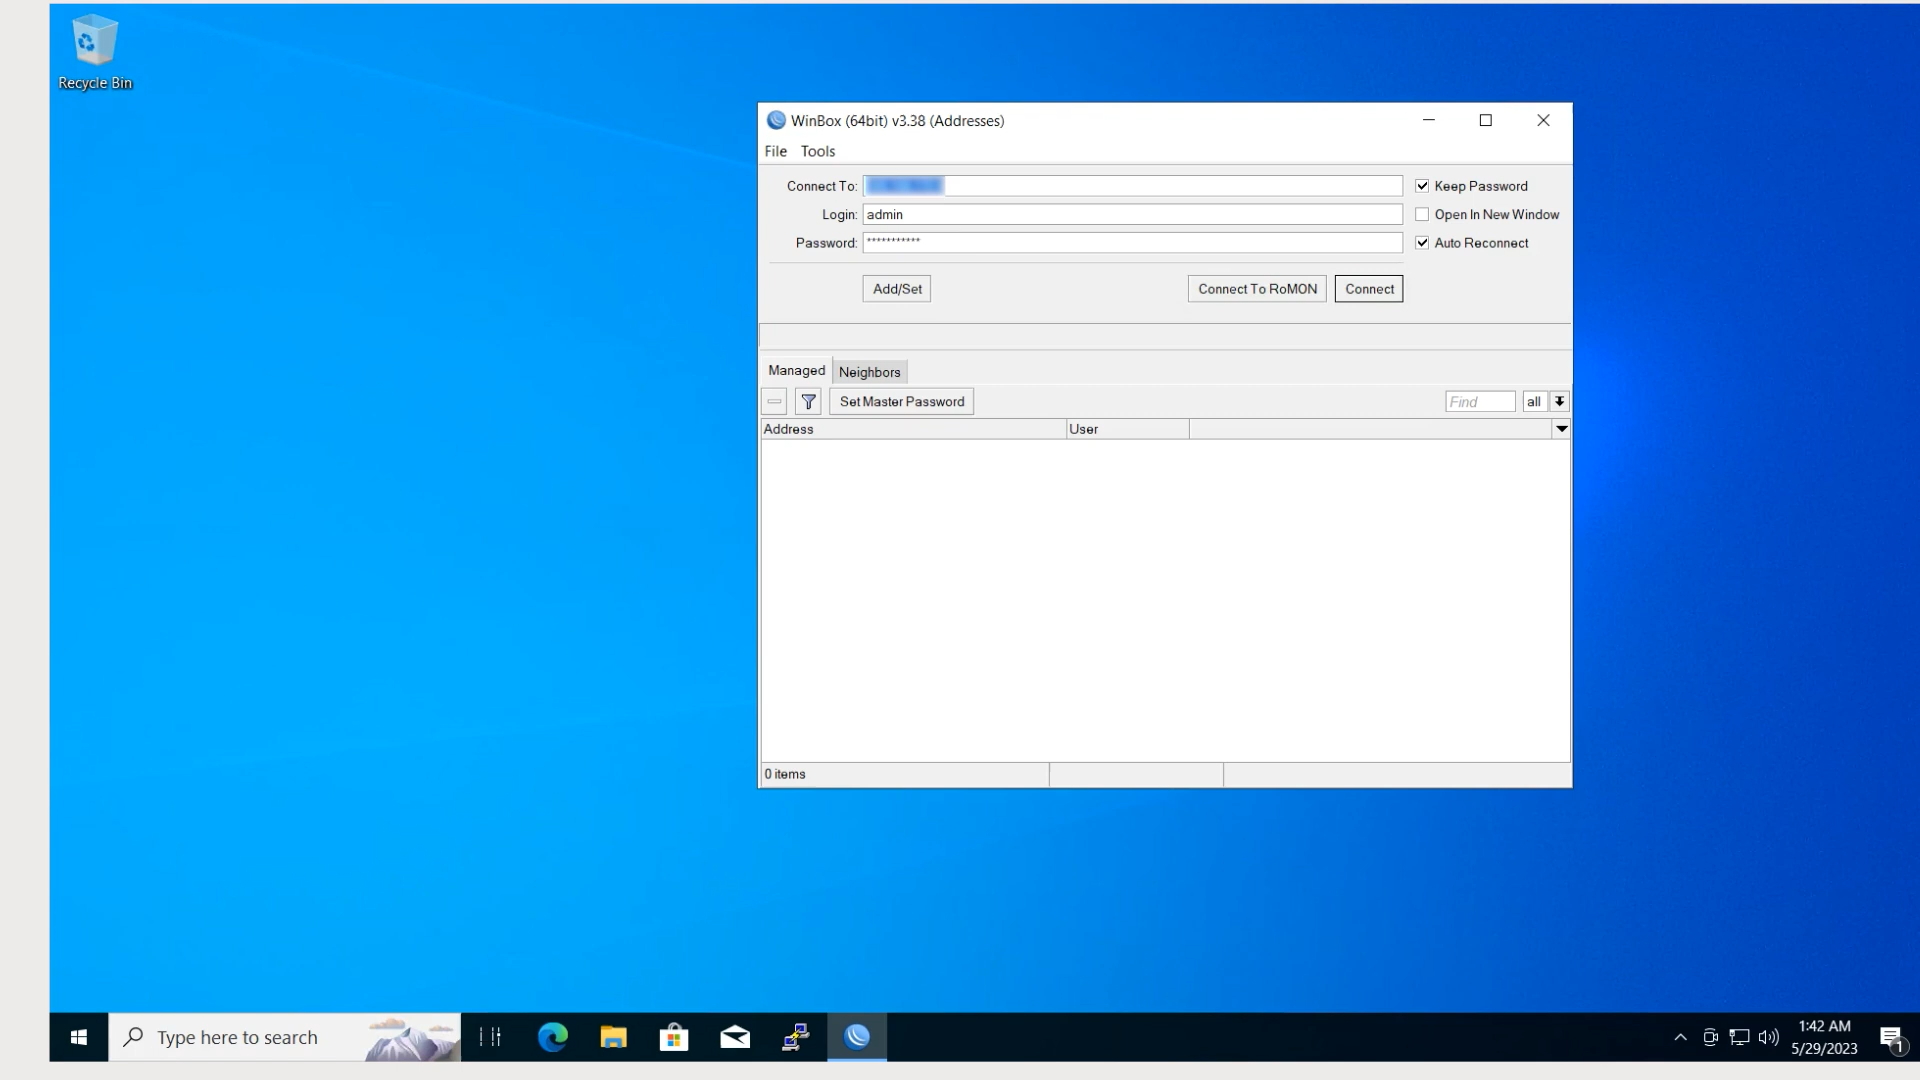 Recycle Bin
WinBox (64bit) v3.38 (Addresses)
File Tools
Connect To:
Keep Password
Login: admin
Open In New Window
Password: ***********
Auto Reconnect
Add/Set
Connect To RoMON
Connect
Managed
Neighbors
Set Master Password
Find
all
Address
User
0 items
Type here to search
1:42 AM
5/29/2023
1